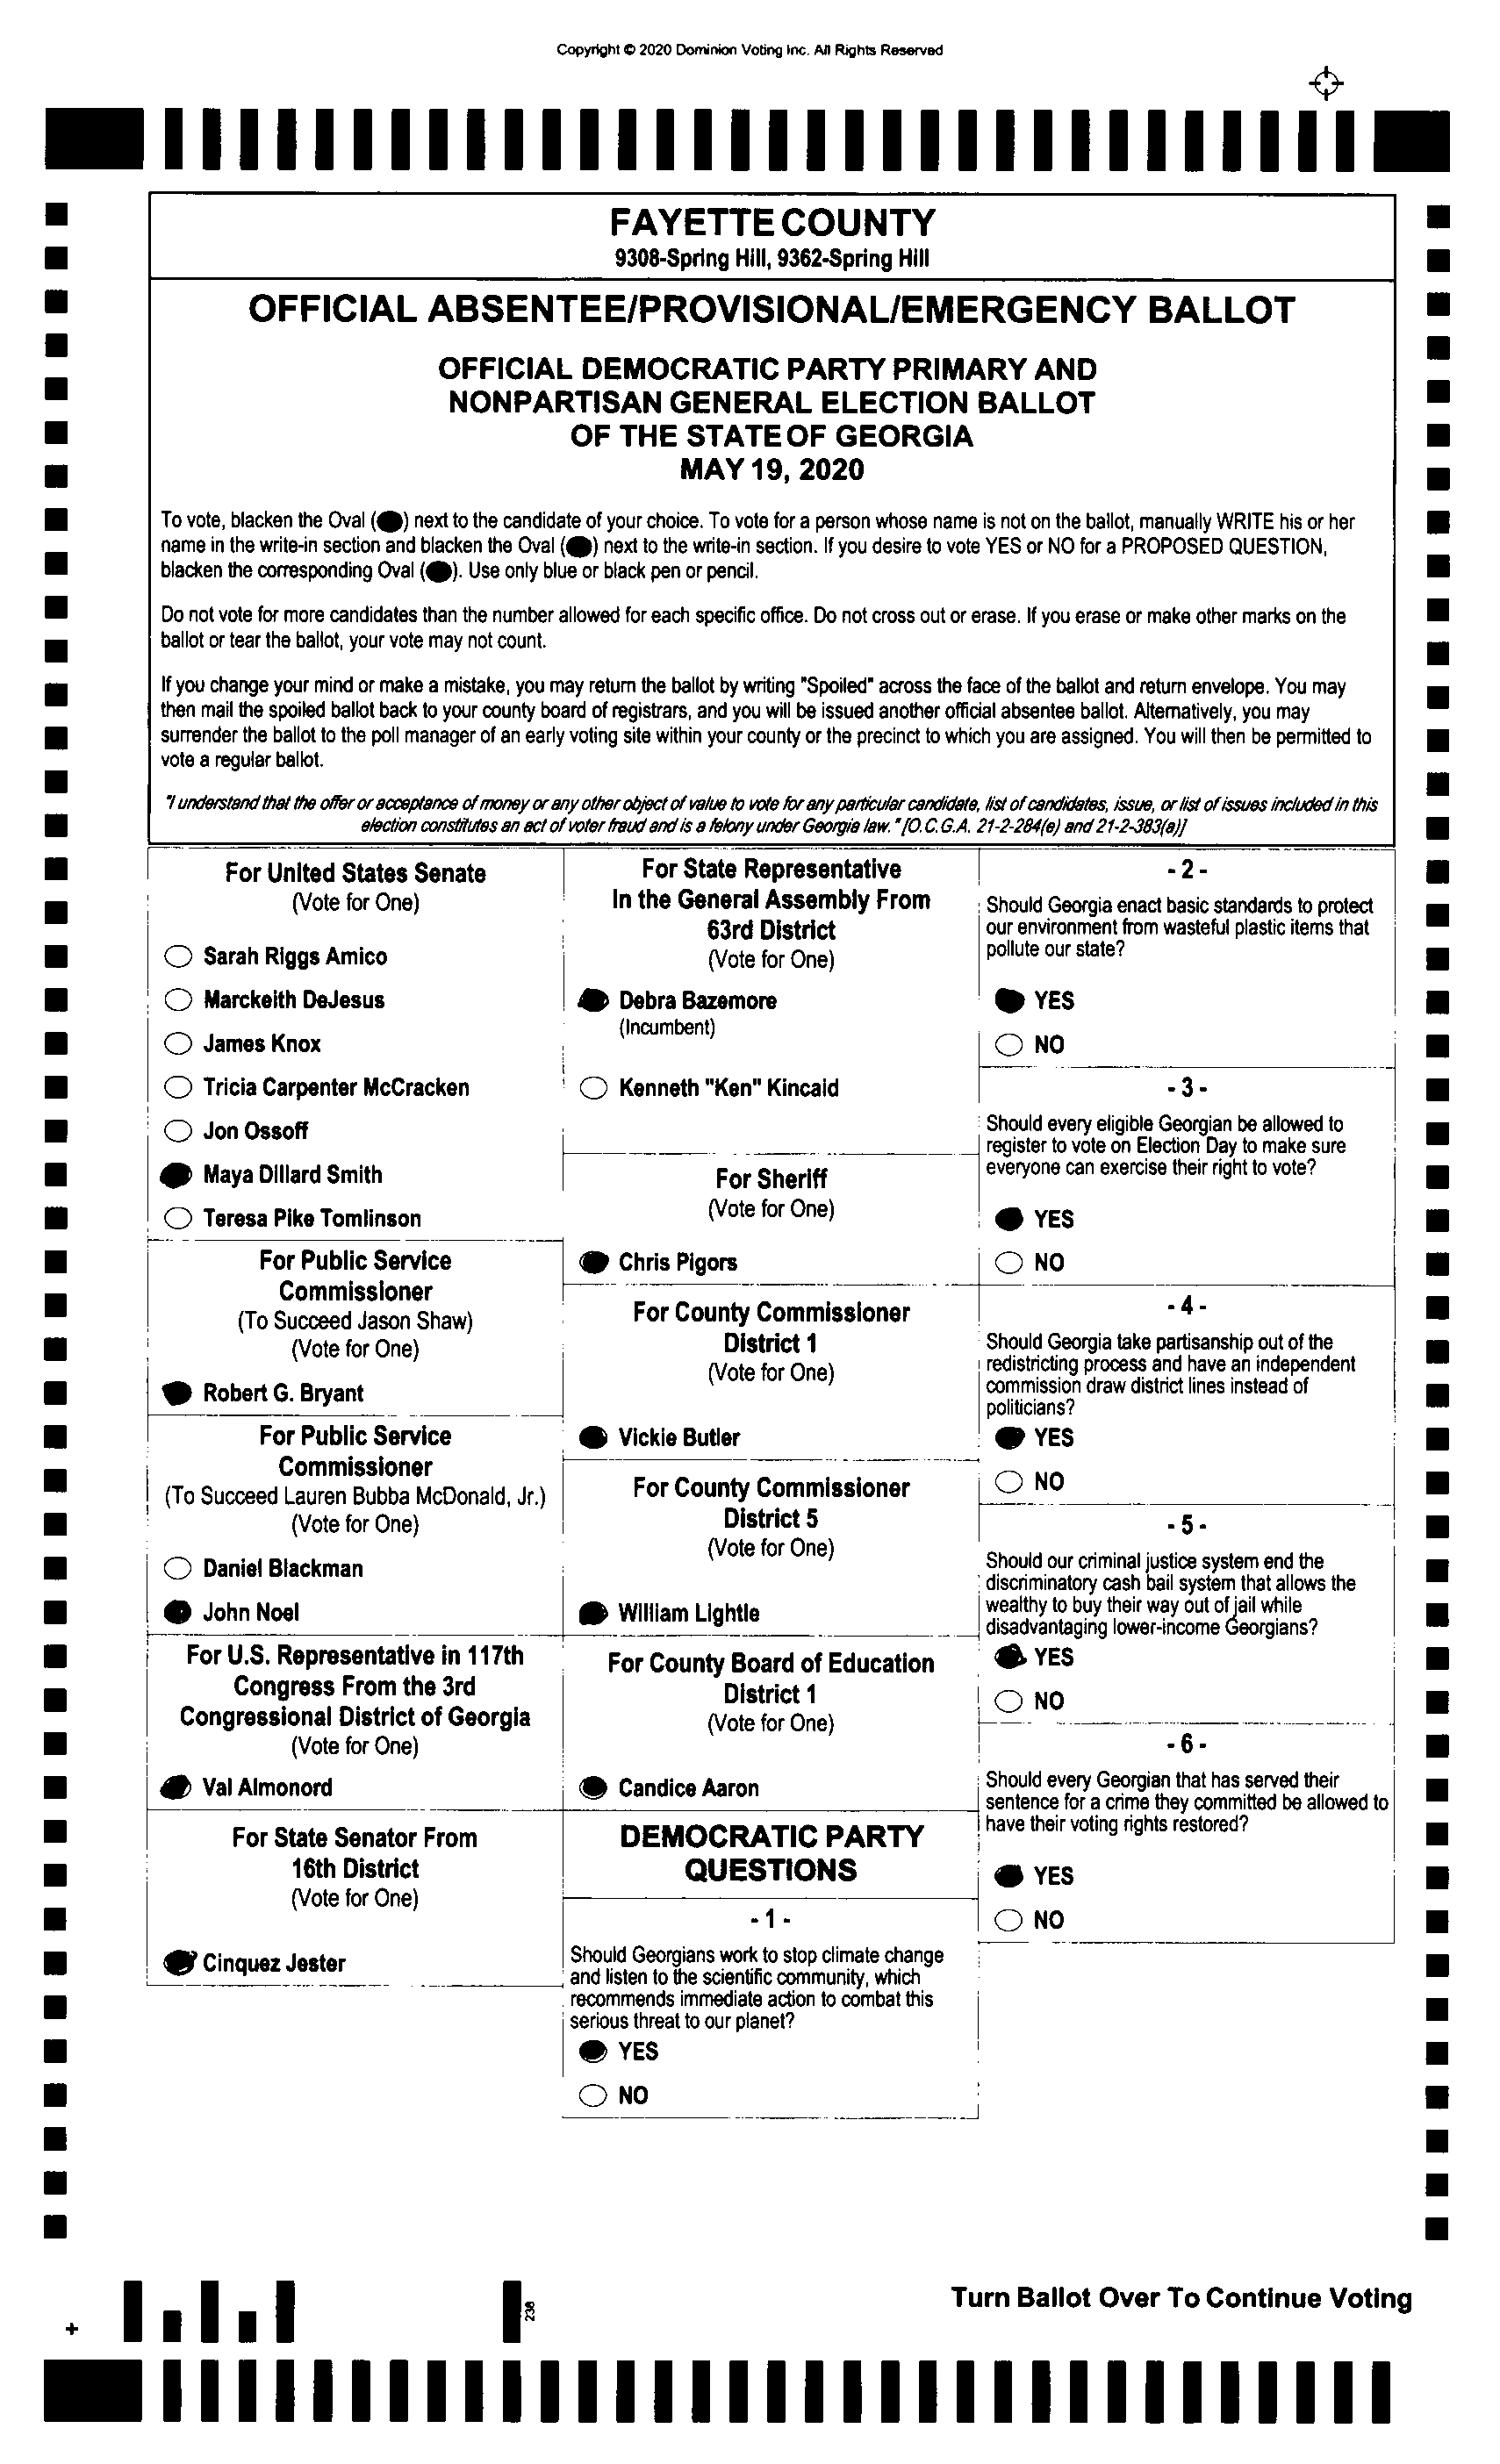 Copyright © 2020 Dominion Voting Inc. All Rights Reserved
FAYETTE COUNTY
9308-Spring Hill, 9362-Spring Hill
OFFICIAL ABSENTEE/PROVISIONAL/EMERGENCY BALLOT
OFFICIAL DEMOCRATIC PARTY PRIMARY AND
NONPARTISAN GENERAL ELECTION BALLOT
OF THE STATE OF GEORGIA
MAY 19, 2020
To vote, blacken the Oval (●) next to the candidate of your choice. To vote for a person whose name is not on the ballot, manually WRITE his or her
name in the write-in section and blacken the Oval (●) next to the write-in section. If you desire to vote YES or NO for a PROPOSED QUESTION,
blacken the corresponding Oval (●). Use only blue or black pen or pencil.
Do not vote for more candidates than the number allowed for each specific office. Do not cross out or erase. If you erase or make other marks on the
ballot or tear the ballot, your vote may not count.
If you change your mind or make a mistake, you may return the ballot by writing "Spoiled" across the face of the ballot and return envelope. You may
then mail the spoiled ballot back to your county board of registrars, and you will be issued another official absentee ballot. Alternatively, you may
surrender the ballot to the poll manager of an early voting site within your county or the precinct to which you are assigned. You will then be permitted to
vote a regular ballot.
"I understand that the offer or acceptance of money or any other object of value to vote for any particular candidate, list of candidates, issue, or list of issues included in this
election constitutes an act of voter fraud and is a felony under Georgia law." [O.C.G.A. 21-2-284(e) and 21-2-383(a)]
For United States Senate
(Vote for One)
Sarah Riggs Amico
Marckeith DeJesus
James Knox
Tricia Carpenter McCracken
Jon Ossoff
Maya Dillard Smith
Teresa Pike Tomlinson
For Public Service
Commissioner
(To Succeed Jason Shaw)
(Vote for One)
Robert G. Bryant
For Public Service
Commissioner
(To Succeed Lauren Bubba McDonald, Jr.)
(Vote for One)
Daniel Blackman
John Noel
For U.S. Representative in 117th
Congress From the 3rd
Congressional District of Georgia
(Vote for One)
Val Almonord
For State Senator From
16th District
(Vote for One)
Cinquez Jester
For State Representative
In the General Assembly From
63rd District
(Vote for One)
Debra Bazemore
(Incumbent)
Kenneth "Ken" Kincaid
For Sheriff
(Vote for One)
Chris Pigors
For County Commissioner
District 1
(Vote for One)
Vickie Butler
For County Commissioner
District 5
(Vote for One)
William Lightle
For County Board of Education
District 1
(Vote for One)
Candice Aaron
DEMOCRATIC PARTY
QUESTIONS
- 1 -
Should Georgians work to stop climate change
and listen to the scientific community, which
recommends immediate action to combat this
serious threat to our planet?
YES
NO
- 2 -
Should Georgia enact basic standards to protect
our environment from wasteful plastic items that
pollute our state?
YES
NO
- 3 -
Should every eligible Georgian be allowed to
register to vote on Election Day to make sure
everyone can exercise their right to vote?
YES
NO
- 4 -
Should Georgia take partisanship out of the
redistricting process and have an independent
commission draw district lines instead of
politicians?
YES
NO
- 5 -
Should our criminal justice system end the
discriminatory cash bail system that allows the
wealthy to buy their way out of jail while
disadvantaging lower-income Georgians?
YES
NO
- 6 -
Should every Georgian that has served their
sentence for a crime they committed be allowed to
have their voting rights restored?
YES
NO
Turn Ballot Over To Continue Voting
+
238